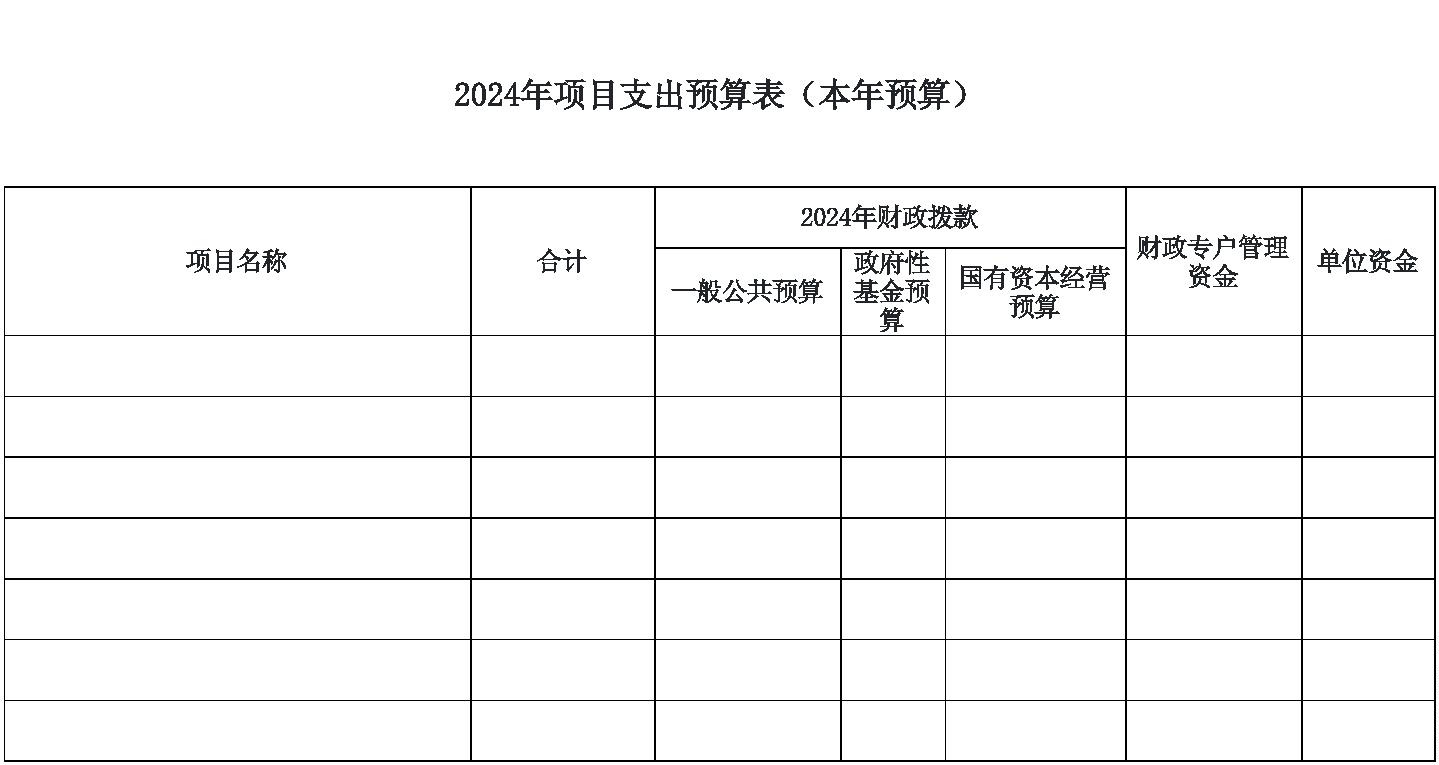 2024年项目支出预算表（本年预算）
项目名称
合计
2024年财政拨款
财政专户管理
资金
单位资金
一般公共预算
政府性
基金预
算
国有资本经营
预算